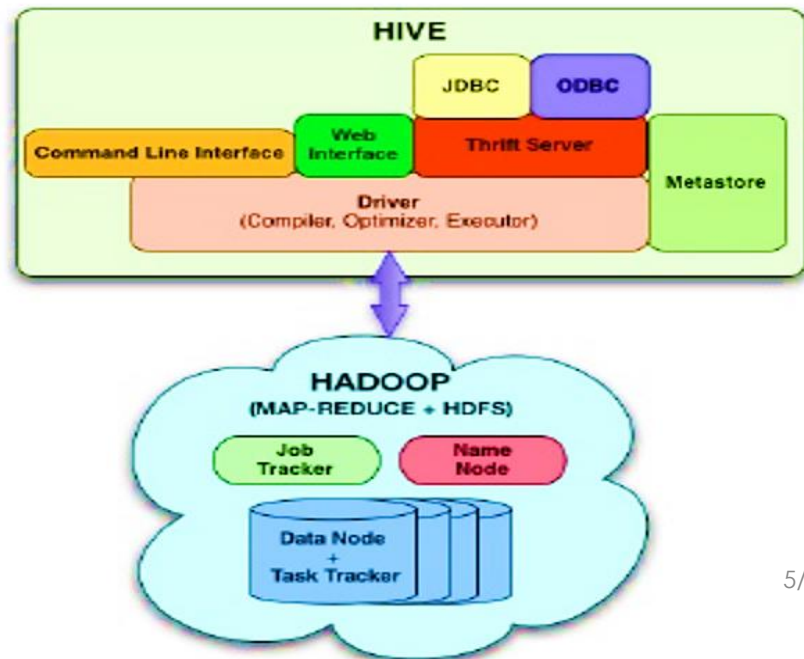 HIVE
JDBC
ODBC
Command Line Interface
Web
Interface
Thrift Server
Metastore
Driver
(Compiler, Optimizer, Executor)
HADOOP
(MAP-REDUCE + HDFS)
Job
Tracker
Name
Node
Data Node
+
Task Tracker
5/